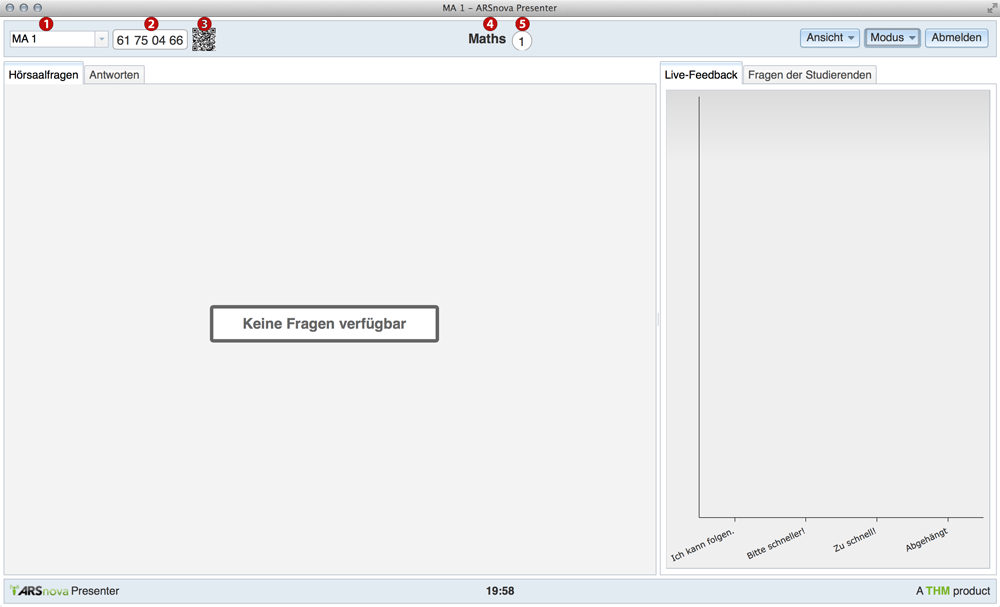 MA 1 – ARSnova Presenter
1 2 3 4 5
MA 1 61 75 04 66 Maths 1 Ansicht Modus Abmelden
Hörsaalfragen Antworten Live-Feedback Fragen der Studierenden
Keine Fragen verfügbar
Ich kann folgen. Bitte schneller! Zu schnell! Abgehängt
ARSnova Presenter 19:58 A THM product